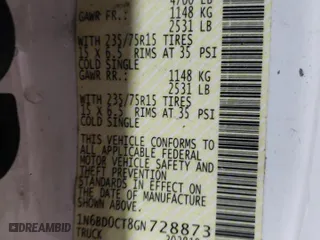 4700 LB
GAWR FR.: 1148 KG
2531 LB
WITH 235/75R15 TIRES
15 X 6.5 RIMS AT 35 PSI
COLD SINGLE
GAWR RR.: 1148 KG
2531 LB
WITH 235/75R15 TIRES
15 X 6.5 RIMS AT 35 PSI
COLD SINGLE
THIS VEHICLE CONFORMS
TO ALL APPLICABLE FEDERAL
MOTOR VEHICLE SAFETY AND
THEFT PREVENTION
STANDARDS IN EFFECT ON
THE DATE OF MANUFACTURE
SHOWN ABOVE.
1N6BD0CT8GN728873
TRUCK
DREAMBID